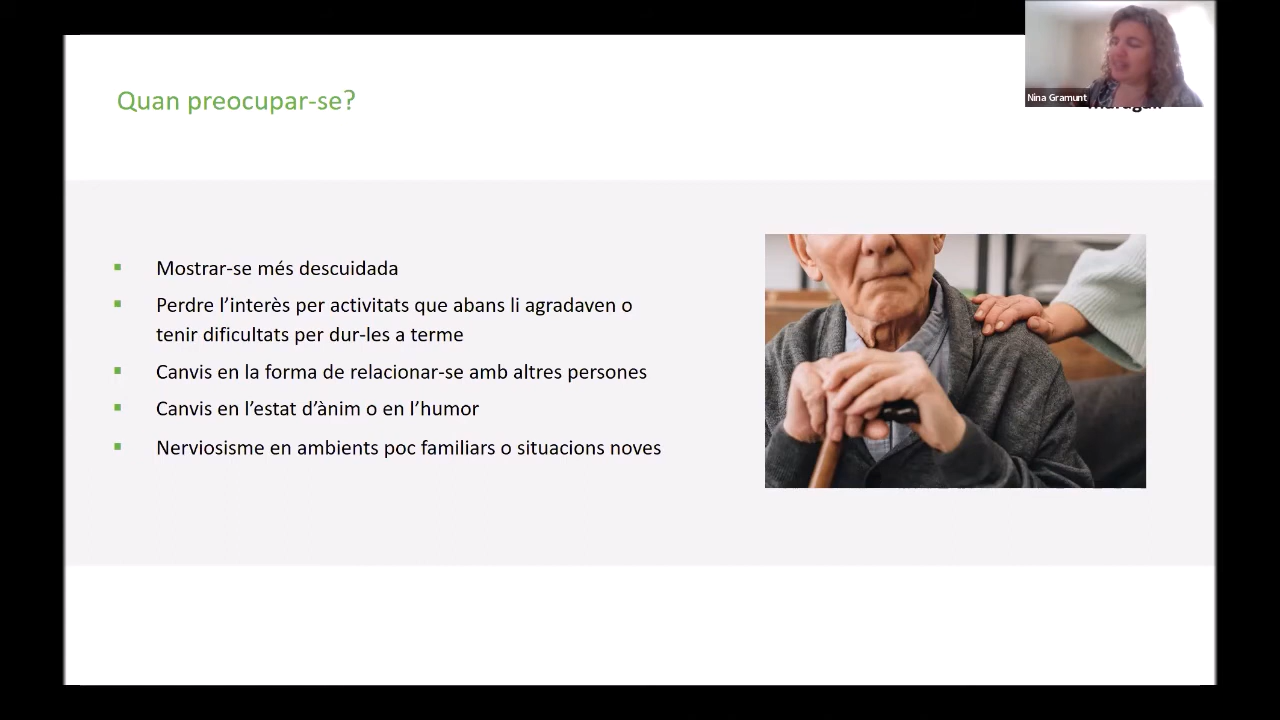 Quan preocupar-se?
Nina Gramunt
Mostrar-se més descuidada
Perdre l’interès per activitats que abans li agradaven o
tenir dificultats per dur-les a terme
Canvis en la forma de relacionar-se amb altres persones
Canvis en l’estat d’ànim o en l’humor
Nerviosisme en ambients poc familiars o situacions noves